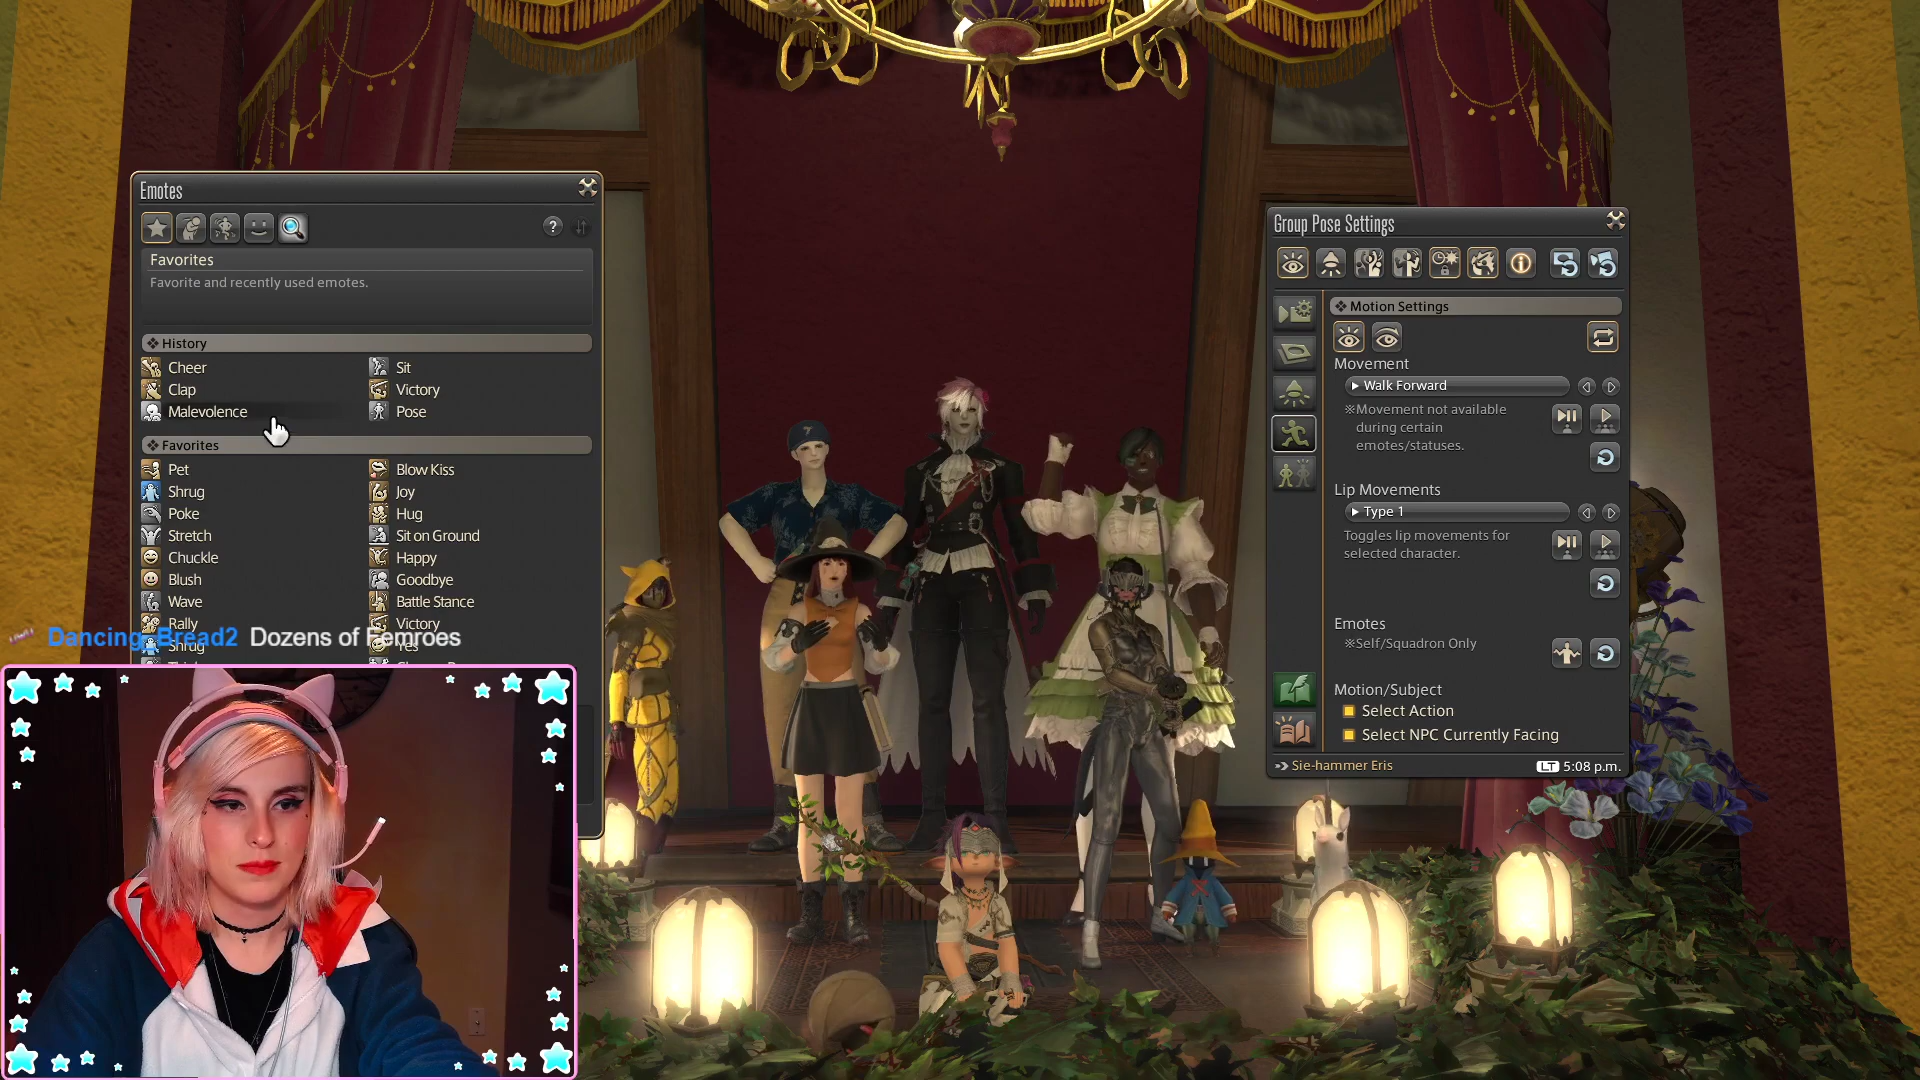 Emotes
?
Favorites
Favorite and recently used emotes.
History
Cheer
Sit
Clap
Victory
Malevolence
Pose
Favorites
Pet
Blow Kiss
Shrug
Joy
Poke
Hug
Stretch
Sit on Ground
Chuckle
Happy
Blush
Goodbye
Wave
Battle Stance
Rally
Victory
Dancing_Bread2 Dozens of Femroes
Shrug
Yes
Group Pose Settings
Motion Settings
Movement
Walk Forward
※Movement not available
during certain
emotes/statuses.
Lip Movements
Type 1
Toggles lip movements for
selected character.
Emotes
※Self/Squadron Only
Motion/Subject
Select Action
Select NPC Currently Facing
Sie-hammer Eris
LT 5:08 p.m.